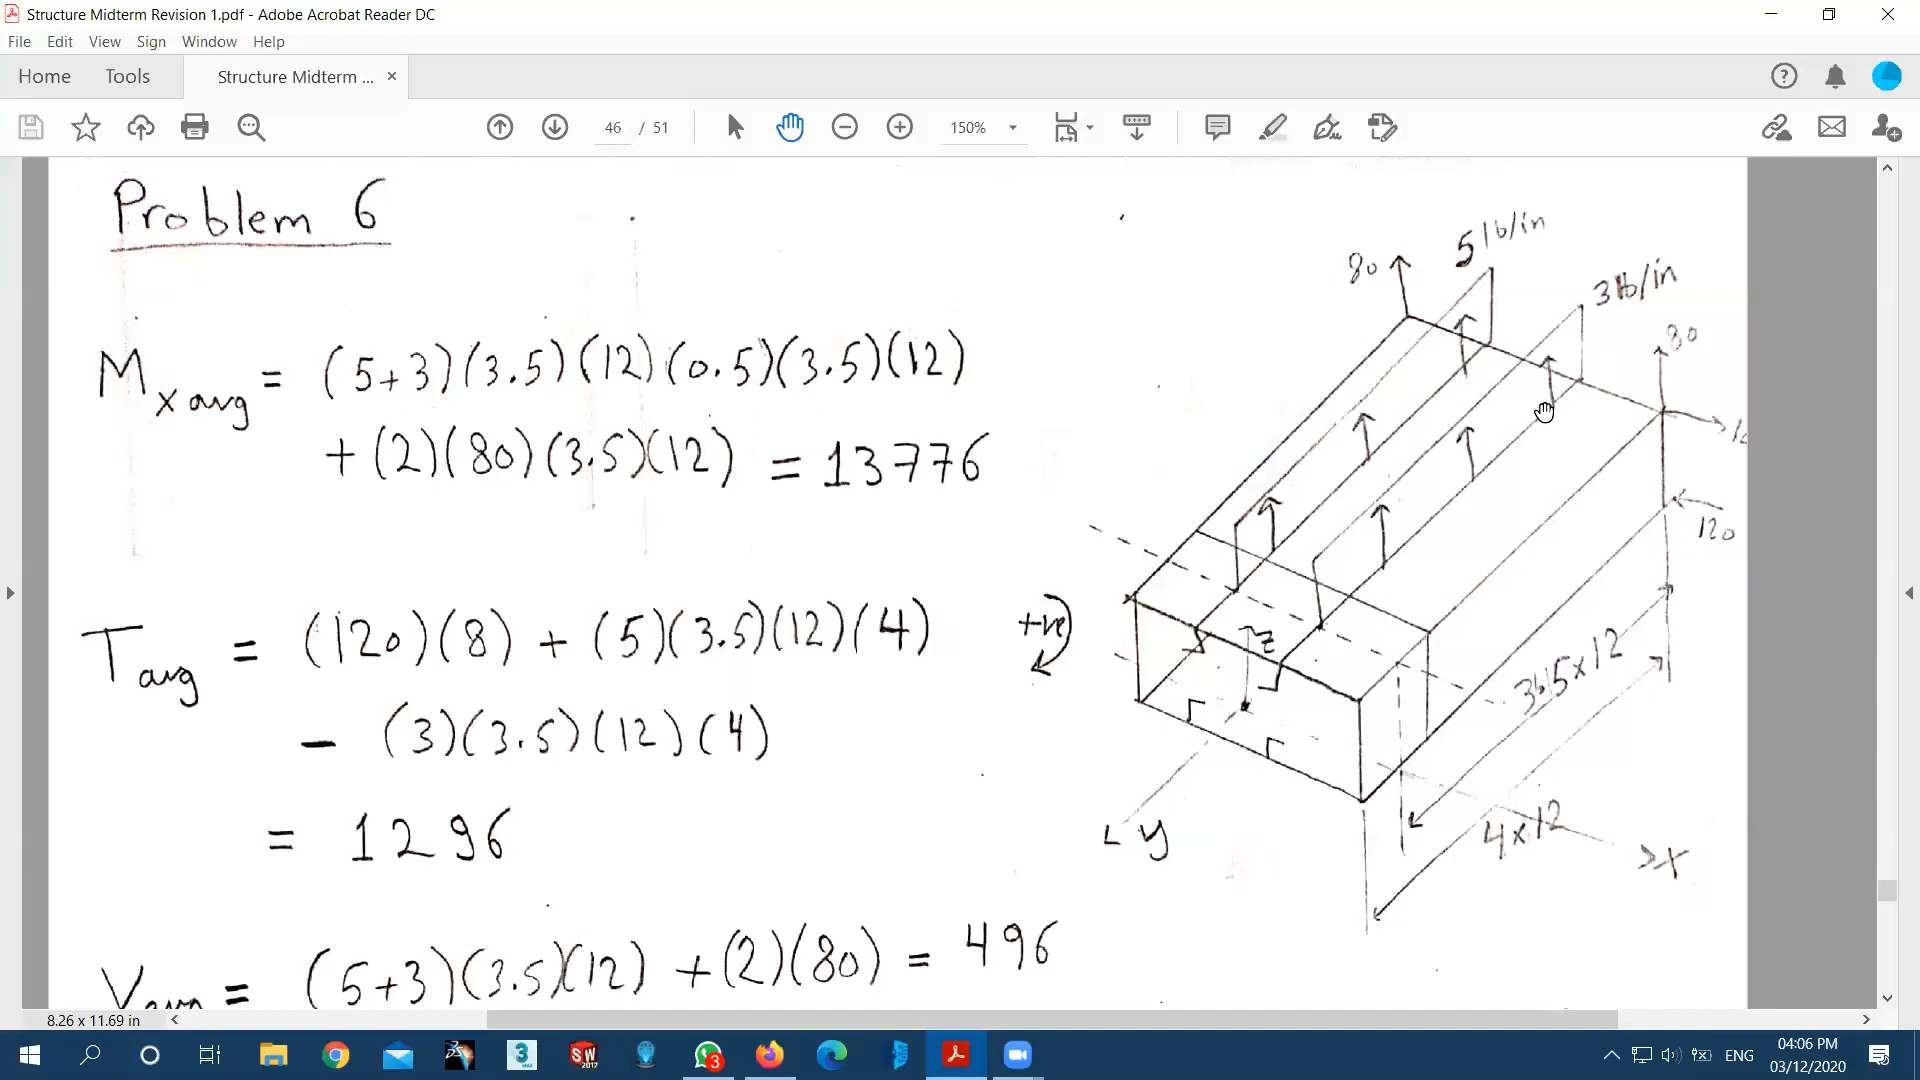 Structure Midterm Revision 1.pdf - Adobe Acrobat Reader DC
File Edit View Sign Window Help
Home Tools Structure Midterm ... ×
46 / 51 150%
Problem 6
M x avg = (5+3)(3.5)(12)(0.5)(3.5)(12)
+ (2)(80)(3.5)(12) = 13776
T avg = (120)(8) + (5)(3.5)(12)(4)
- (3)(3.5)(12)(4)
= 1296
= (5+3)(3.5)(12) + (2)(80) = 496
80
5 lb/in
3 lb/in
80
120
+ve
z
4x12
y
x
8.26 x 11.69 in
3
SW
2017
3
ENG
04:06 PM
03/12/2020